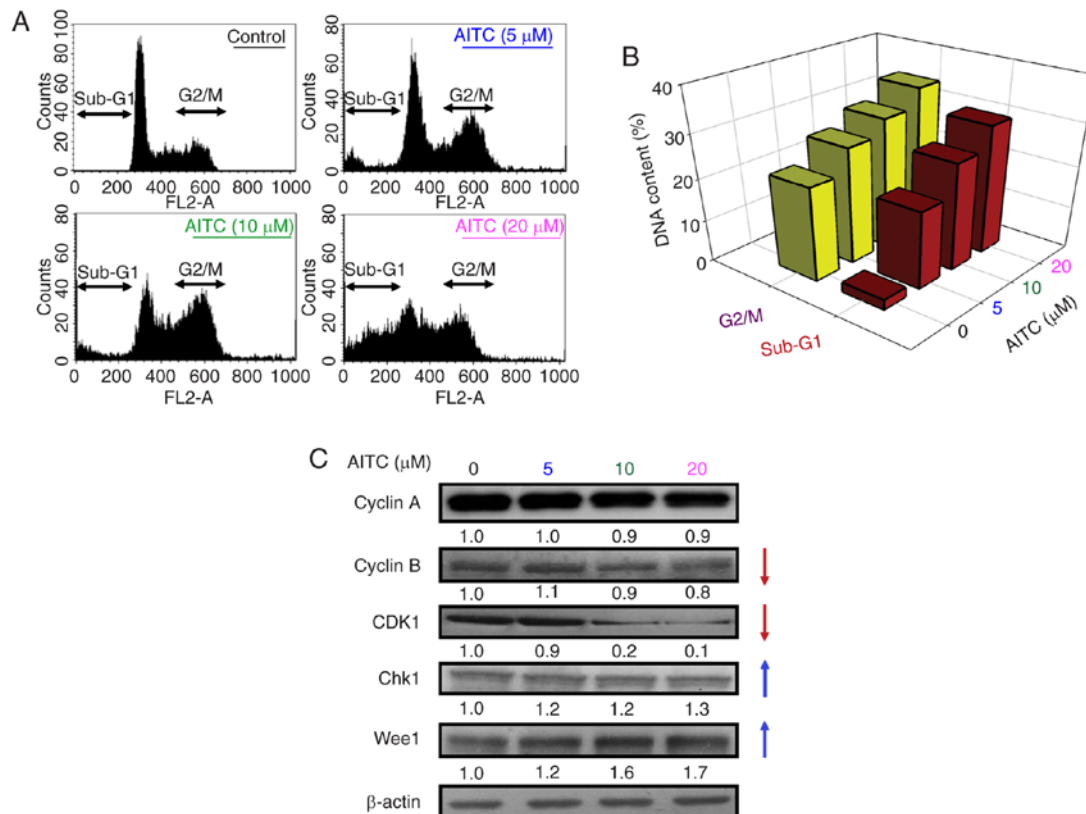 A
Control
Sub-G1
G2/M
Counts
100
80
60
40
20
0
0 200 400 600 800 1000
FL2-A
AITC (5 μM)
Sub-G1
G2/M
Counts
80
60
40
20
0
0 200 400 600 800 1000
FL2-A
AITC (10 μM)
Sub-G1
G2/M
Counts
80
60
40
20
0
0 200 400 600 800 1000
FL2-A
AITC (20 μM)
Sub-G1
G2/M
Counts
80
60
40
20
0
0 200 400 600 800 1000
FL2-A
B
DNA content (%)
40
30
20
10
0
G2/M
Sub-G1
0
5
10
20
AITC (μM)
C
AITC (μM) 0 5 10 20
Cyclin A
1.0 1.0 0.9 0.9
Cyclin B
1.0 1.1 0.9 0.8
CDK1
1.0 0.9 0.2 0.1
Chk1
1.0 1.2 1.2 1.3
Wee1
1.0 1.2 1.6 1.7
β-actin